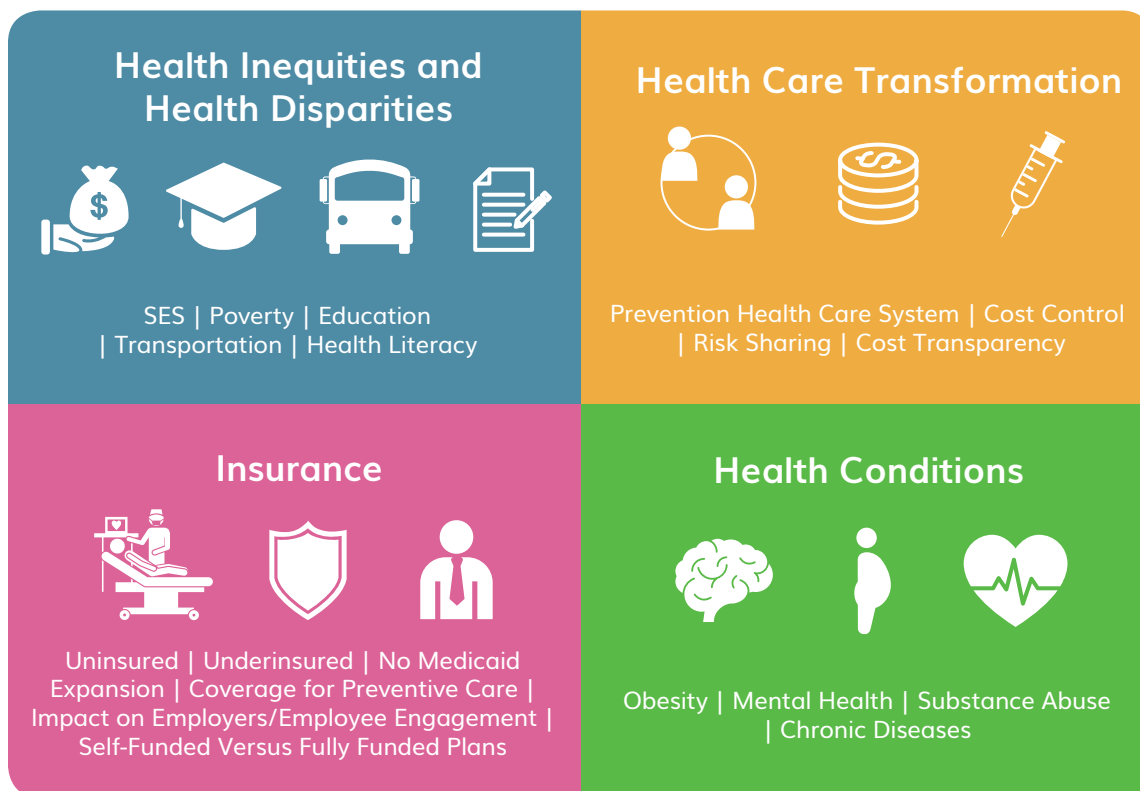 Health Inequities and
Health Disparities
$
SES | Poverty | Education
| Transportation | Health Literacy
Health Care Transformation
$
Prevention Health Care System | Cost Control
| Risk Sharing | Cost Transparency
Insurance
Uninsured | Underinsured | No Medicaid
Expansion | Coverage for Preventive Care |
Impact on Employers/Employee Engagement |
Self-Funded Versus Fully Funded Plans
Health Conditions
Obesity | Mental Health | Substance Abuse
| Chronic Diseases